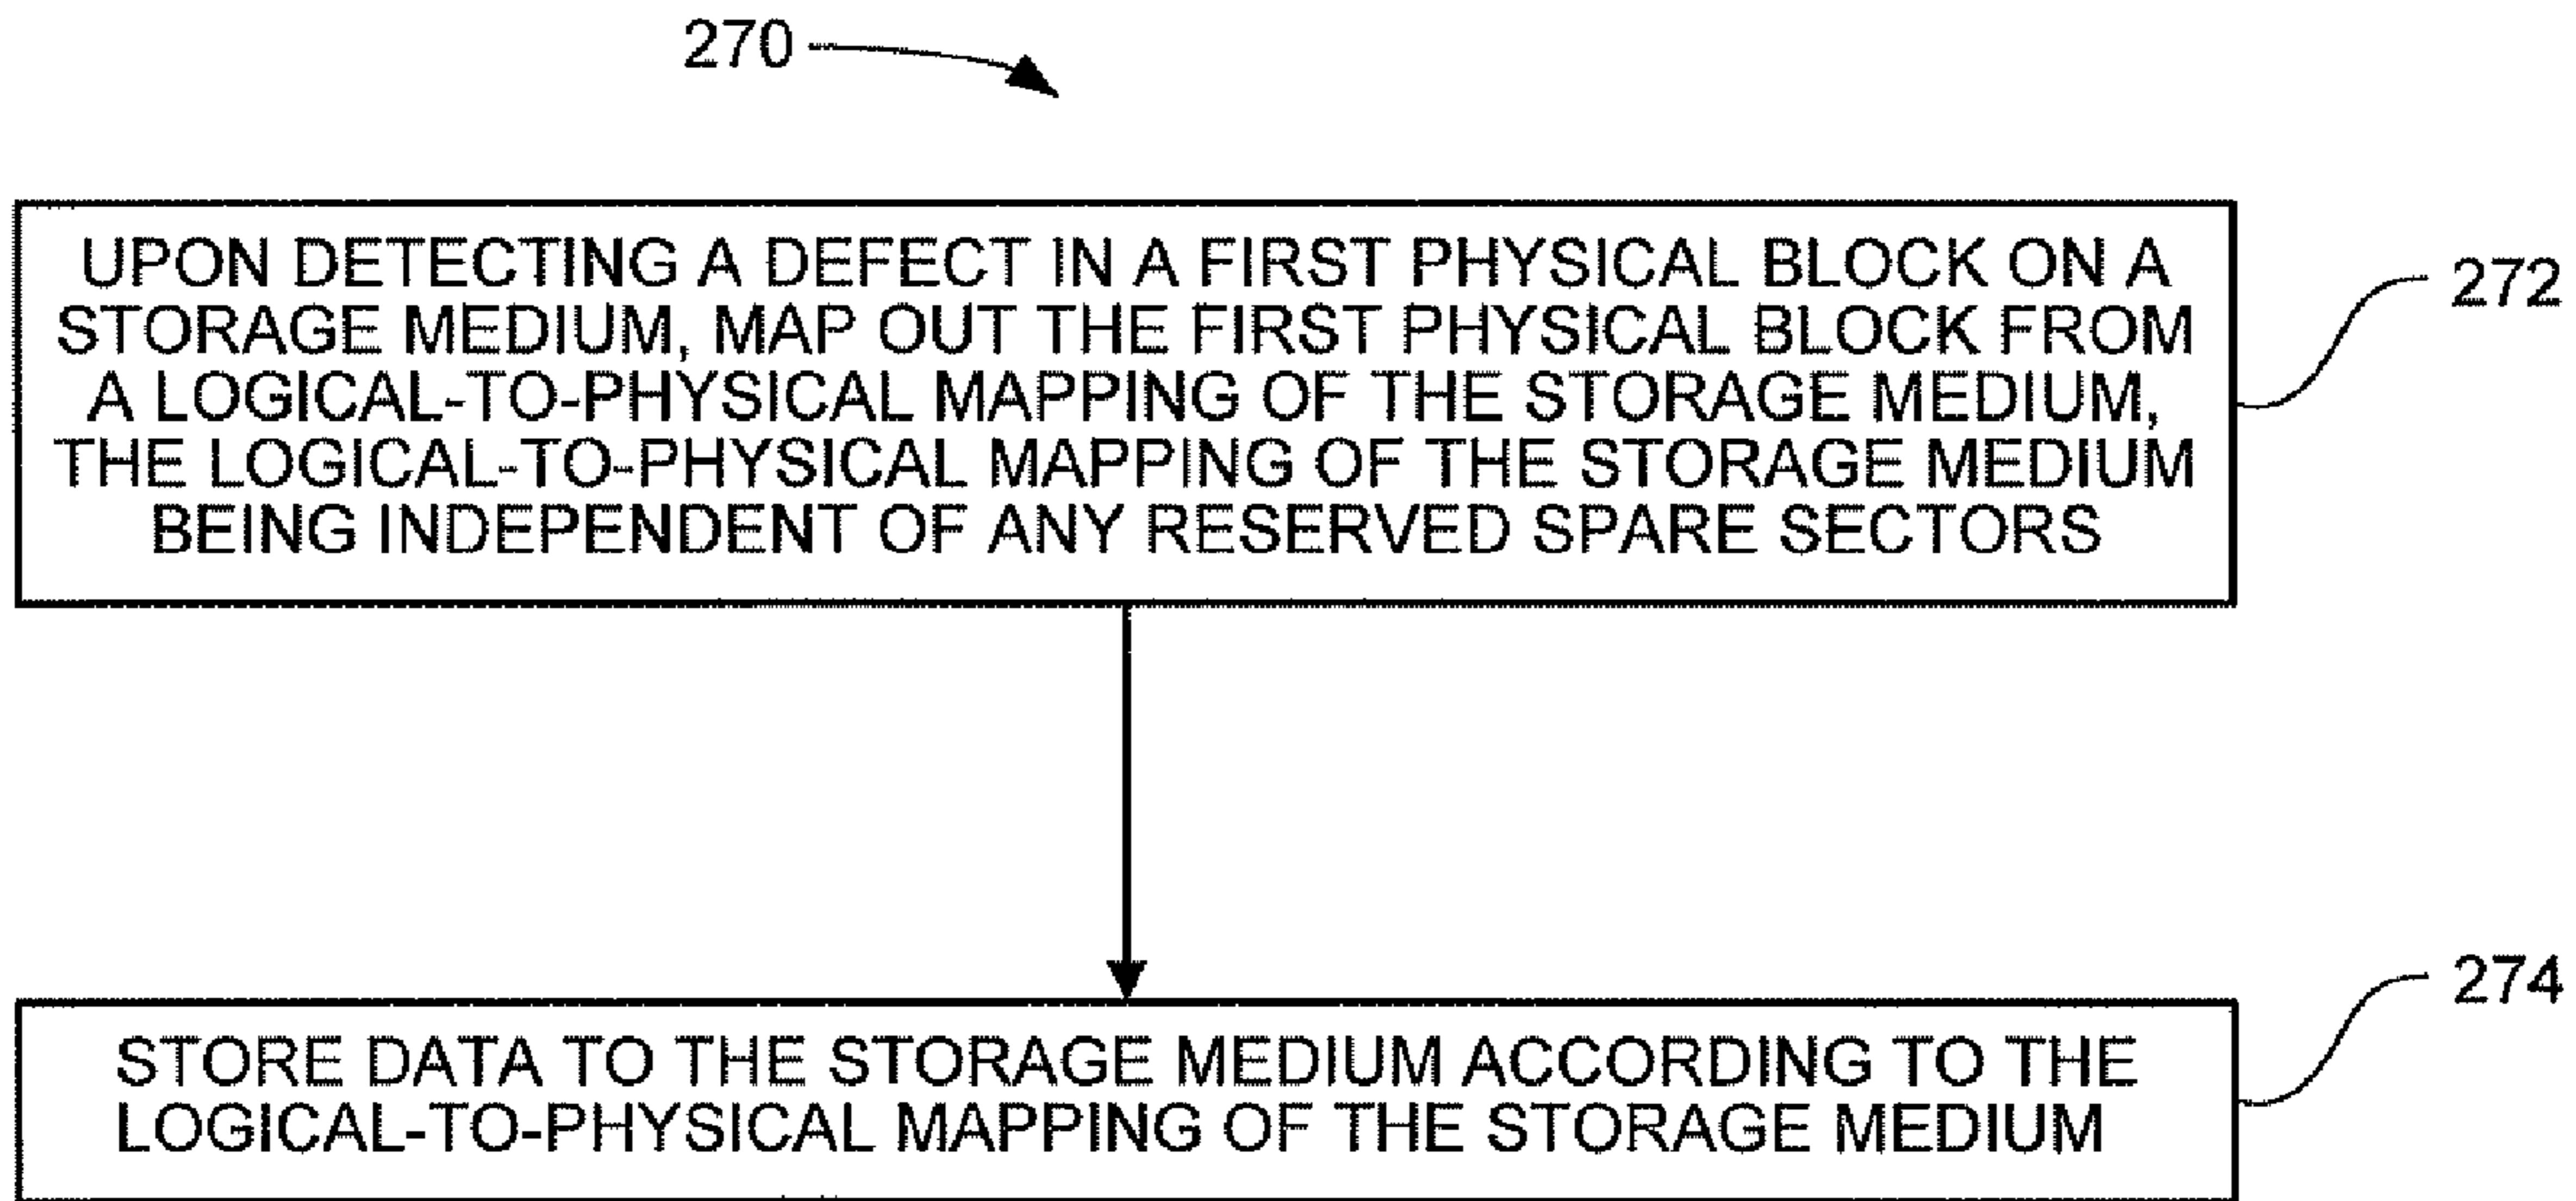 270
UPON DETECTING A DEFECT IN A FIRST PHYSICAL BLOCK ON A
STORAGE MEDIUM, MAP OUT THE FIRST PHYSICAL BLOCK FROM
A LOGICAL-TO-PHYSICAL MAPPING OF THE STORAGE MEDIUM,
THE LOGICAL-TO-PHYSICAL MAPPING OF THE STORAGE MEDIUM
BEING INDEPENDENT OF ANY RESERVED SPARE SECTORS
272
STORE DATA TO THE STORAGE MEDIUM ACCORDING TO THE
LOGICAL-TO-PHYSICAL MAPPING OF THE STORAGE MEDIUM
274